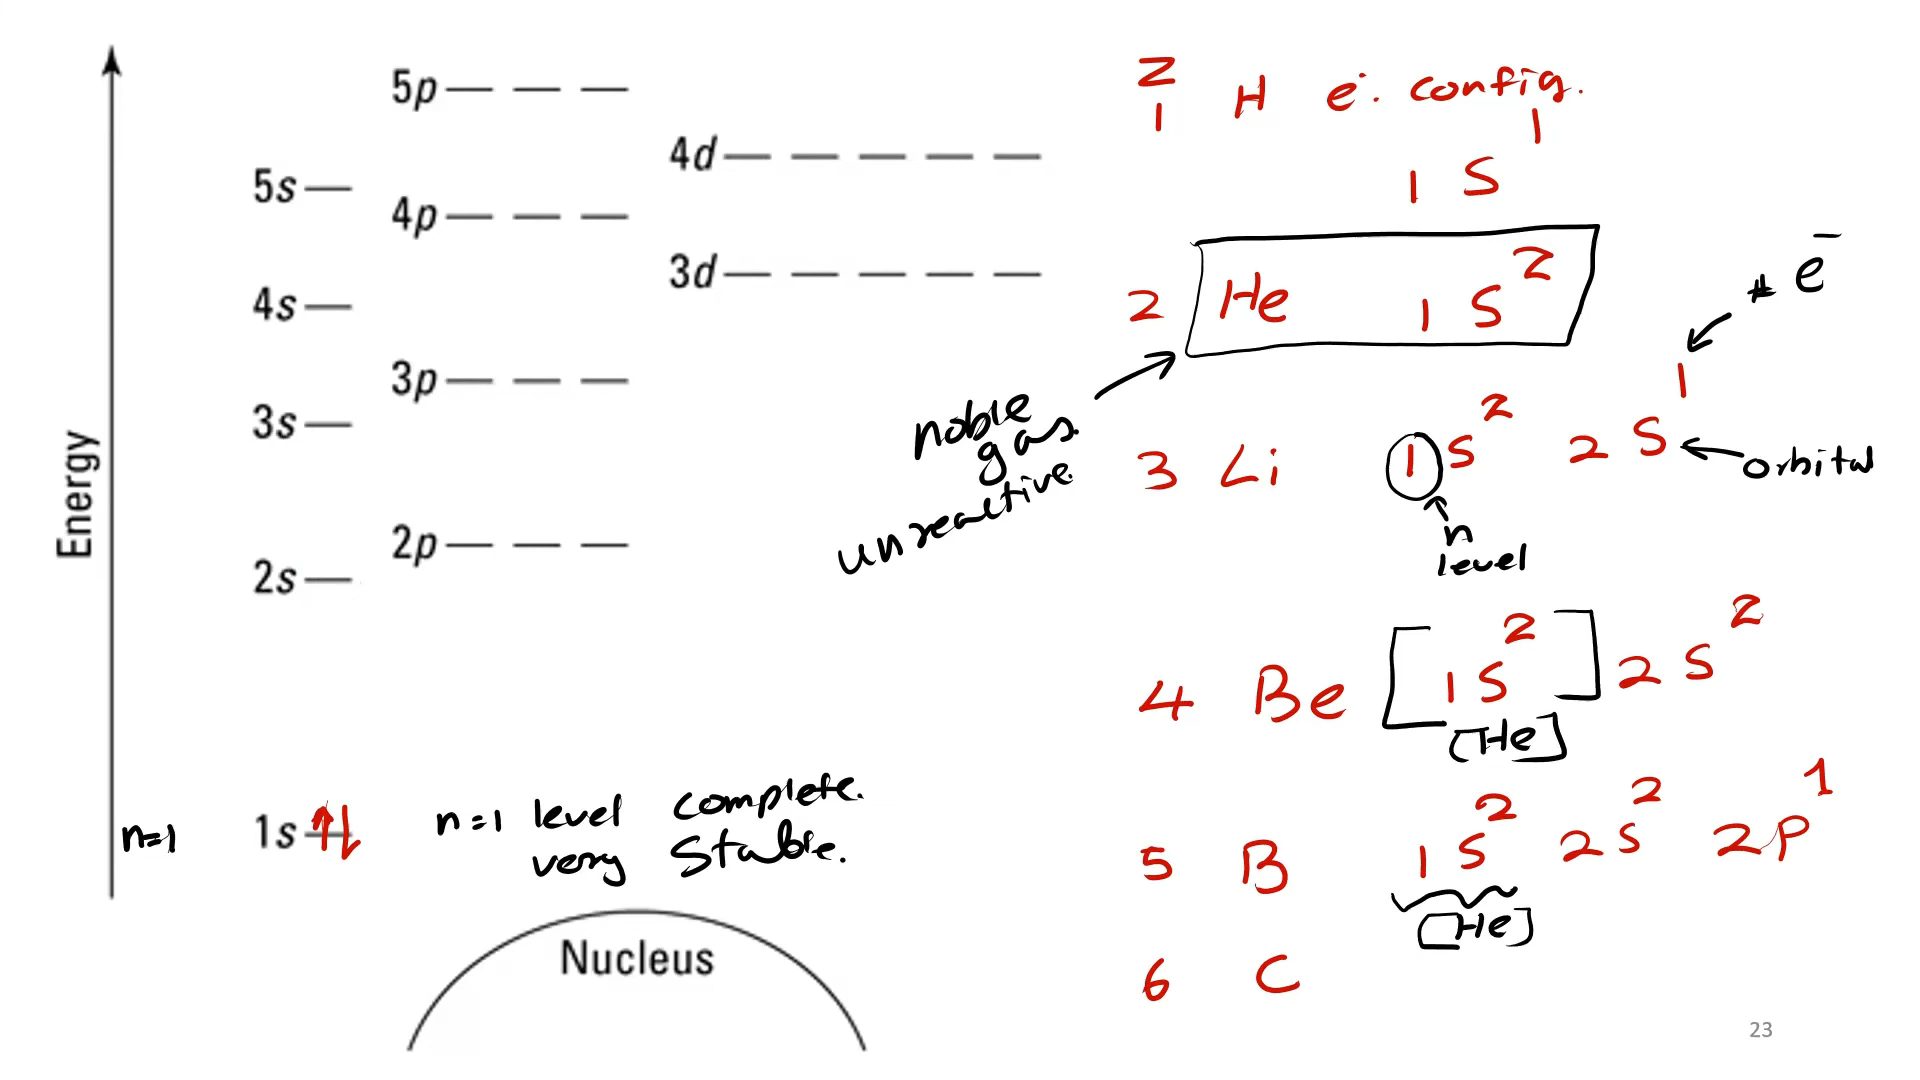 Energy
5p
4d
5s
4p
3d
4s
3p
3s
2p
2s
n=1
1s
n=1 level complete.
very stable.
Nucleus
Z H e⁻ config.
1 1s¹
2 He 1s²
noble
gas.
unreactive.
# e⁻
3 Li 1s² 2s¹
orbital
n
level
4 Be [1s²] 2s²
[He]
5 B 1s² 2s² 2p¹
[He]
6 C
23